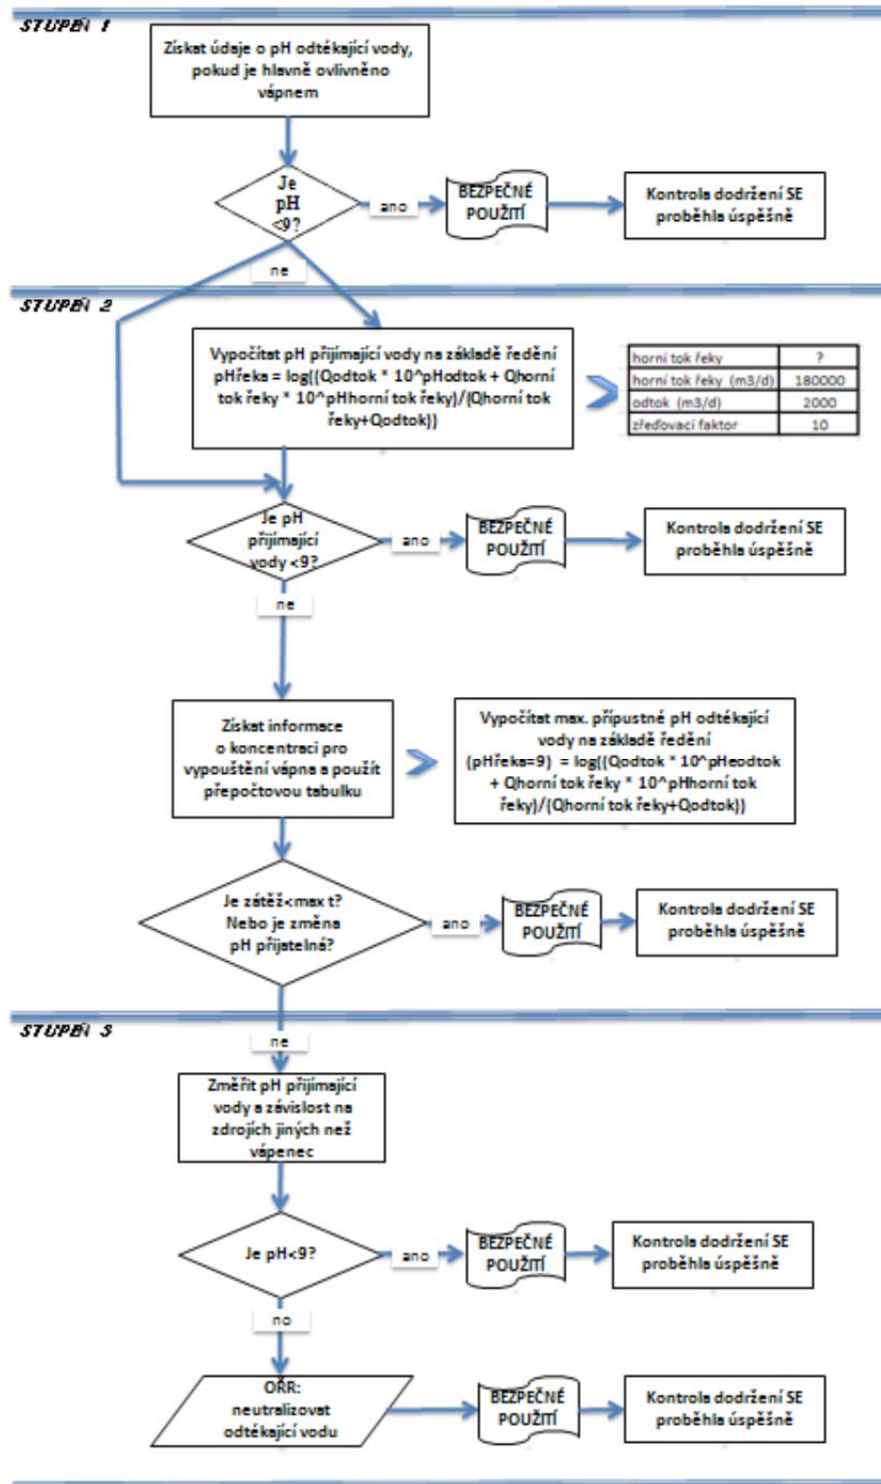 STUPEŇ 1
Získat údaje o pH odtékající vody,
pokud je hlavně ovlivněno
vápnem
Je
pH
<9?
ano
BEZPEČNÉ
POUŽITÍ
Kontrola dodržení SE
proběhla úspěšně
ne
STUPEŇ 2
Vypočítat pH přijímající vody na základě ředění
pHřeka = log((Qodtok * 10^pHodtok + Qhorní
tok řeky * 10^pHhorní tok řeky)/(Qhorní tok
řeky+Qodtok))
horní tok řeky ?
horní tok řeky (m3/d) 180000
odtok (m3/d) 2000
zřeďovací faktor 10
Je pH
přijímající
vody <9?
ano
BEZPEČNÉ
POUŽITÍ
Kontrola dodržení SE
proběhla úspěšně
ne
Získat informace
o koncentraci pro
vypouštění vápna a použít
přepočtovou tabulku
Vypočítat max. přípustné pH odtékající
vody na základě ředění
(pHřeka=9) = log((Qodtok * 10^pHeodtok
+ Qhorní tok řeky * 10^pHhorní tok
řeky)/(Qhorní tok řeky+Qodtok))
Je zátěž<max t?
Nebo je změna
pH přijatelná?
ano
BEZPEČNÉ
POUŽITÍ
Kontrola dodržení SE
proběhla úspěšně
STUPEŇ 3
ne
Změřit pH přijímající
vody a závislost na
zdrojích jiných než
vápenec
Je pH<9?
ano
BEZPEČNÉ
POUŽITÍ
Kontrola dodržení SE
proběhla úspěšně
no
OŘR:
neutralizovat
odtékající vodu
BEZPEČNÉ
POUŽITÍ
Kontrola dodržení SE
proběhla úspěšně